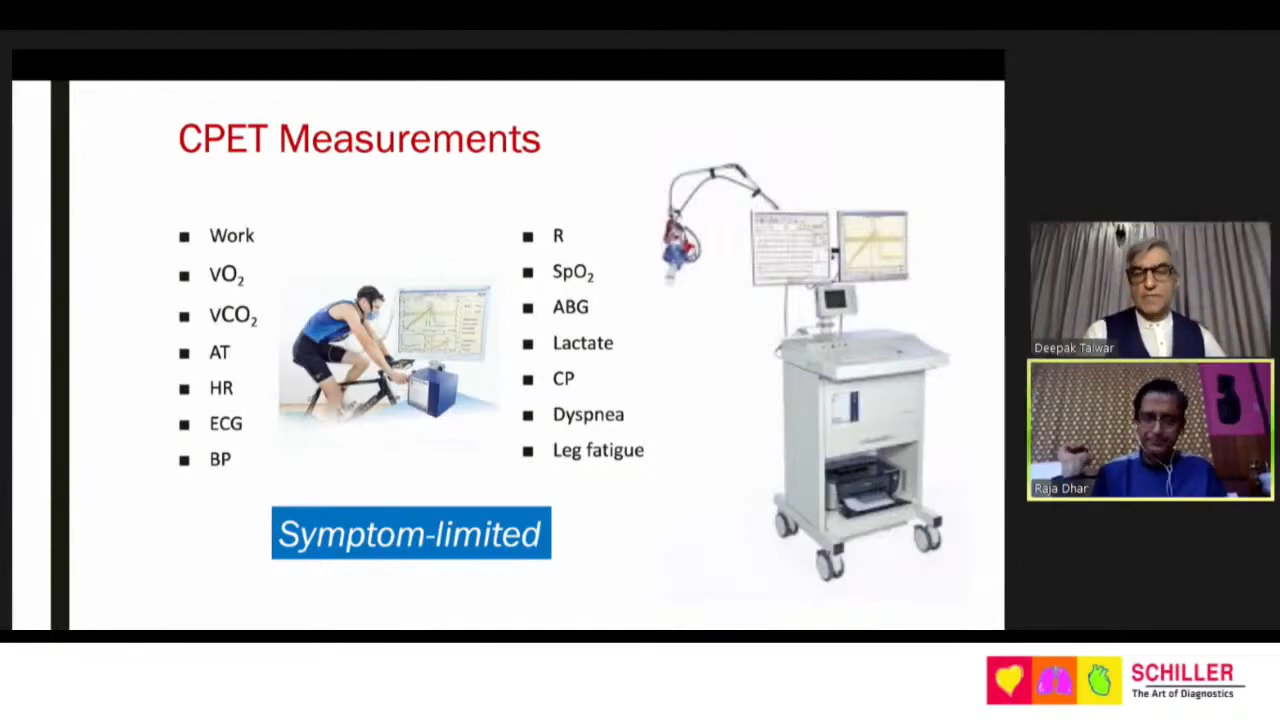 CPET Measurements
■ Work
■ vO₂
■ vCO₂
■ AT
■ HR
■ ECG
■ BP
■ R
■ SpO₂
■ ABG
■ Lactate
■ CP
■ Dyspnea
■ Leg fatigue
Symptom-limited
Deepak Talwar
Raja Dhar
SCHILLER
The Art of Diagnostics